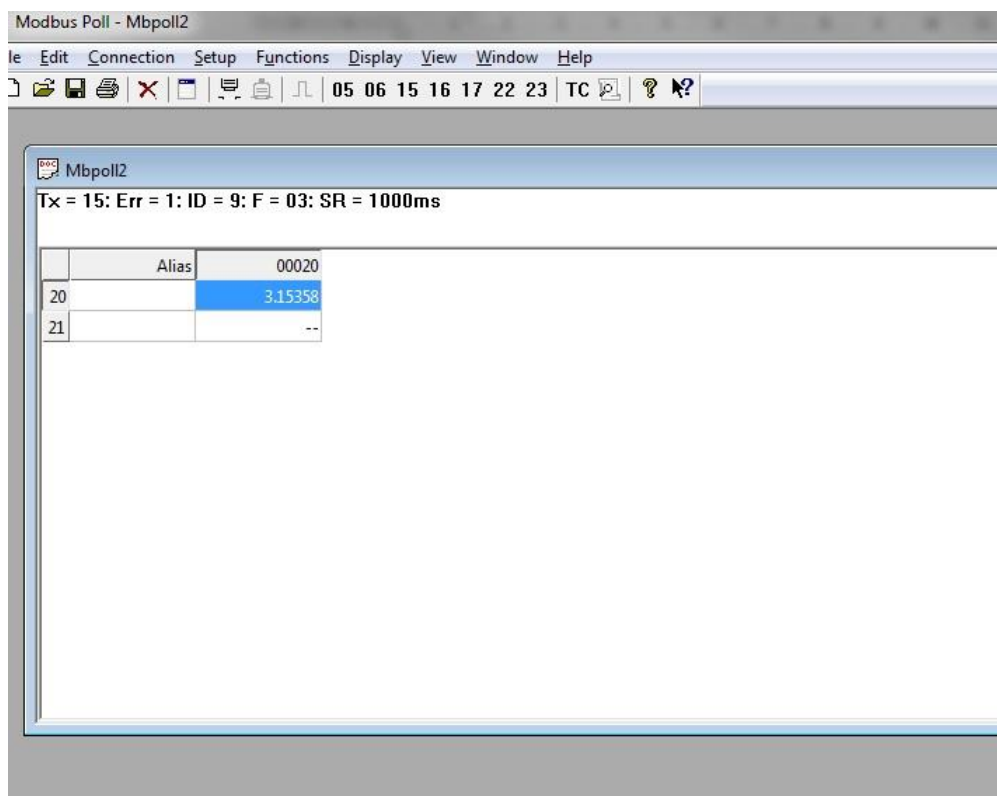 Modbus Poll - Mbpoll2
le Edit Connection Setup Functions Display View Window Help
05 06 15 16 17 22 23 TC
Mbpoll2
Tx = 15: Err = 1: ID = 9: F = 03: SR = 1000ms
Alias 00020
20 3.15358
21 --